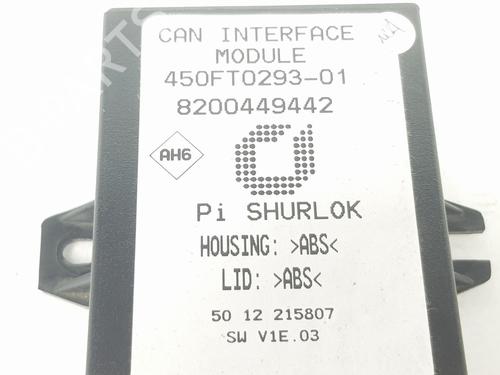 CAN INTERFACE
MODULE
450FT0293-01
8200449442
AH6
Pi SHURLOK
HOUSING: >ABS<
LID: >ABS<
50 12 215807
SW V1E.03